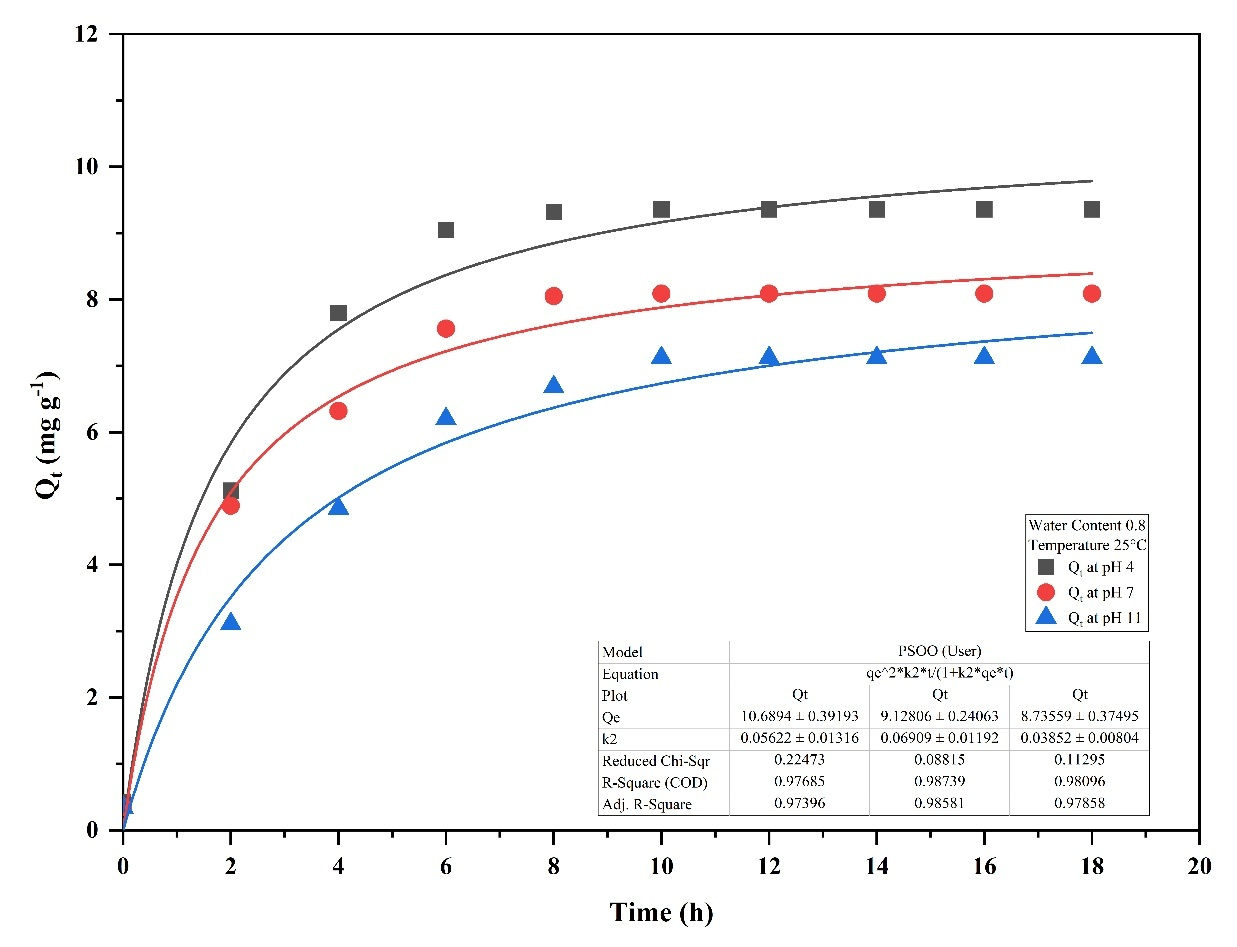 12
10
8
6
4
2
0
Qt (mg g-1)
0 2 4 6 8 10 12 14 16 18 20
Time (h)
Water Content 0.8
Temperature 25°C
Qt at pH 4
Qt at pH 7
Qt at pH 11
Model PSOO (User)
Equation qe^2*k2*t/(1+k2*qe*t)
Plot Qt Qt Qt
Qe 10.6894 ± 0.39193 9.12806 ± 0.24063 8.73559 ± 0.37495
k2 0.05622 ± 0.01316 0.06909 ± 0.01192 0.03852 ± 0.00804
Reduced Chi-Sqr 0.22473 0.08815 0.11295
R-Square (COD) 0.97685 0.98739 0.98096
Adj. R-Square 0.97396 0.98581 0.97858